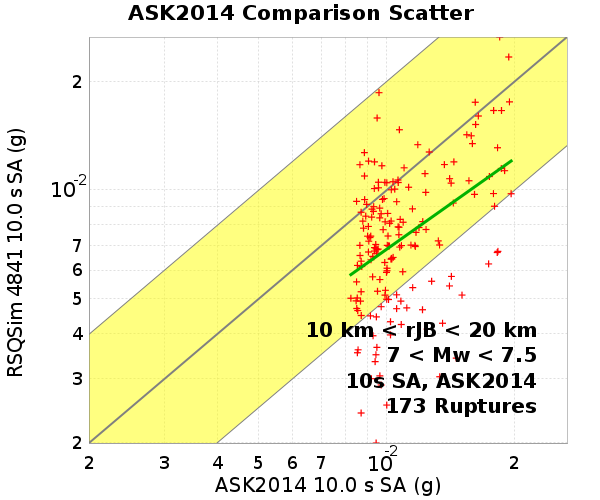 ASK2014 Comparison Scatter
RSQSim 4841 10.0 s SA (g)
2
10-2
7
6
5
4
3
2
10 km < rJB < 20 km
7 < Mw < 7.5
10s SA, ASK2014
173 Ruptures
2 3 4 5 6 7 10-2 2
ASK2014 10.0 s SA (g)